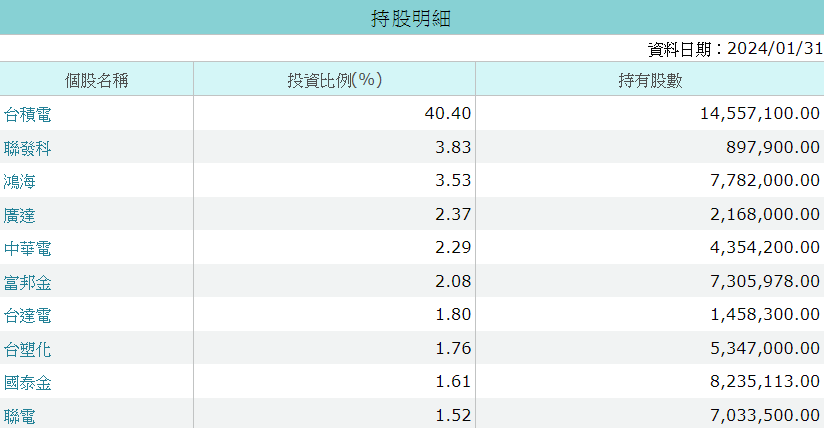 持股明細
資料日期：2024/01/31
個股名稱 投資比例(%) 持有股數
台積電 40.40 14,557,100.00
聯發科 3.83 897,900.00
鴻海 3.53 7,782,000.00
廣達 2.37 2,168,000.00
中華電 2.29 4,354,200.00
富邦金 2.08 7,305,978.00
台達電 1.80 1,458,300.00
台塑化 1.76 5,347,000.00
國泰金 1.61 8,235,113.00
聯電 1.52 7,033,500.00